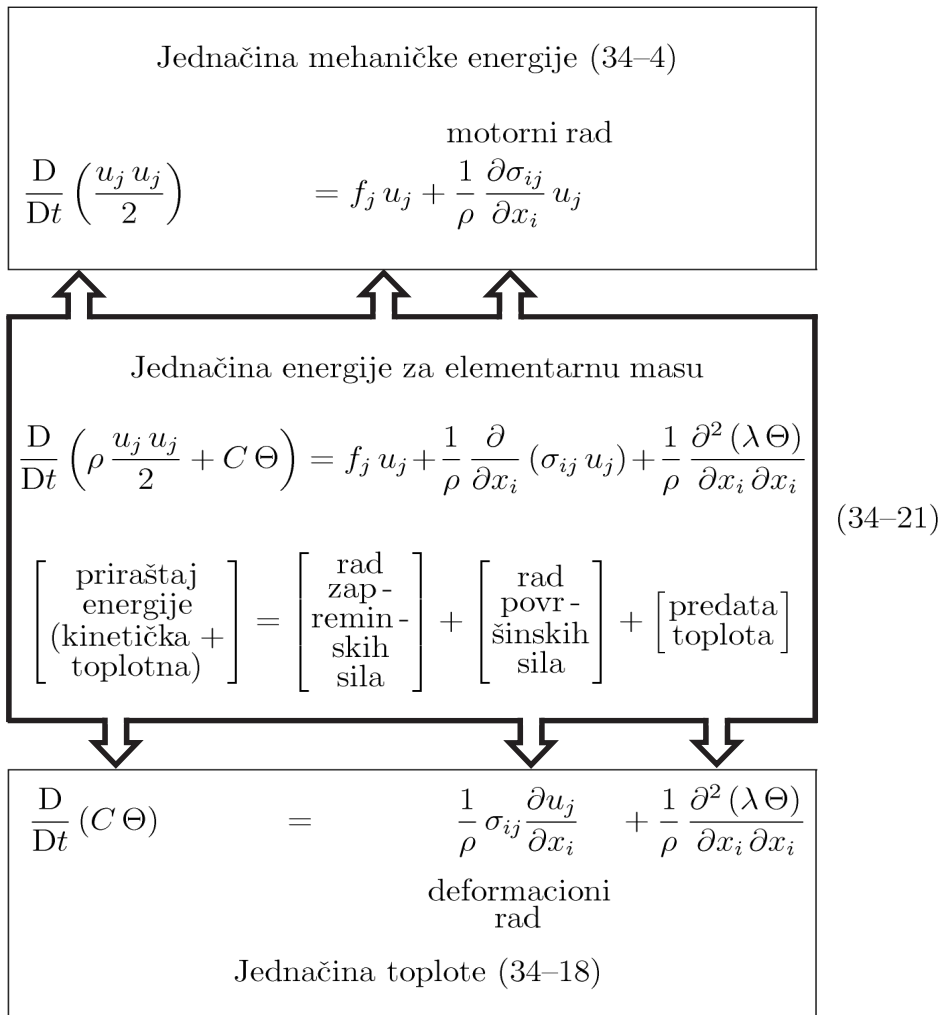 Jednačina mehaničke energije (34–4)
motorni rad
D/Dt (u_j u_j / 2) = f_j u_j + 1/ρ ∂σ_ij/∂x_i u_j
Jednačina energije za elementarnu masu
D/Dt (ρ u_j u_j / 2 + C Θ) = f_j u_j + 1/ρ ∂/∂x_i (σ_ij u_j) + 1/ρ ∂² (λ Θ)/∂x_i ∂x_i
(34–21)
[priraštaj
energije
(kinetička +
toplotna)]
=
[rad
zap-
remin-
skih
sila]
+
[rad
povr-
šinskih
sila]
+
[predata
toplota]
D/Dt (C Θ) = 1/ρ σ_ij ∂u_j/∂x_i + 1/ρ ∂² (λ Θ)/∂x_i ∂x_i
deformacioni
rad
Jednačina toplote (34–18)